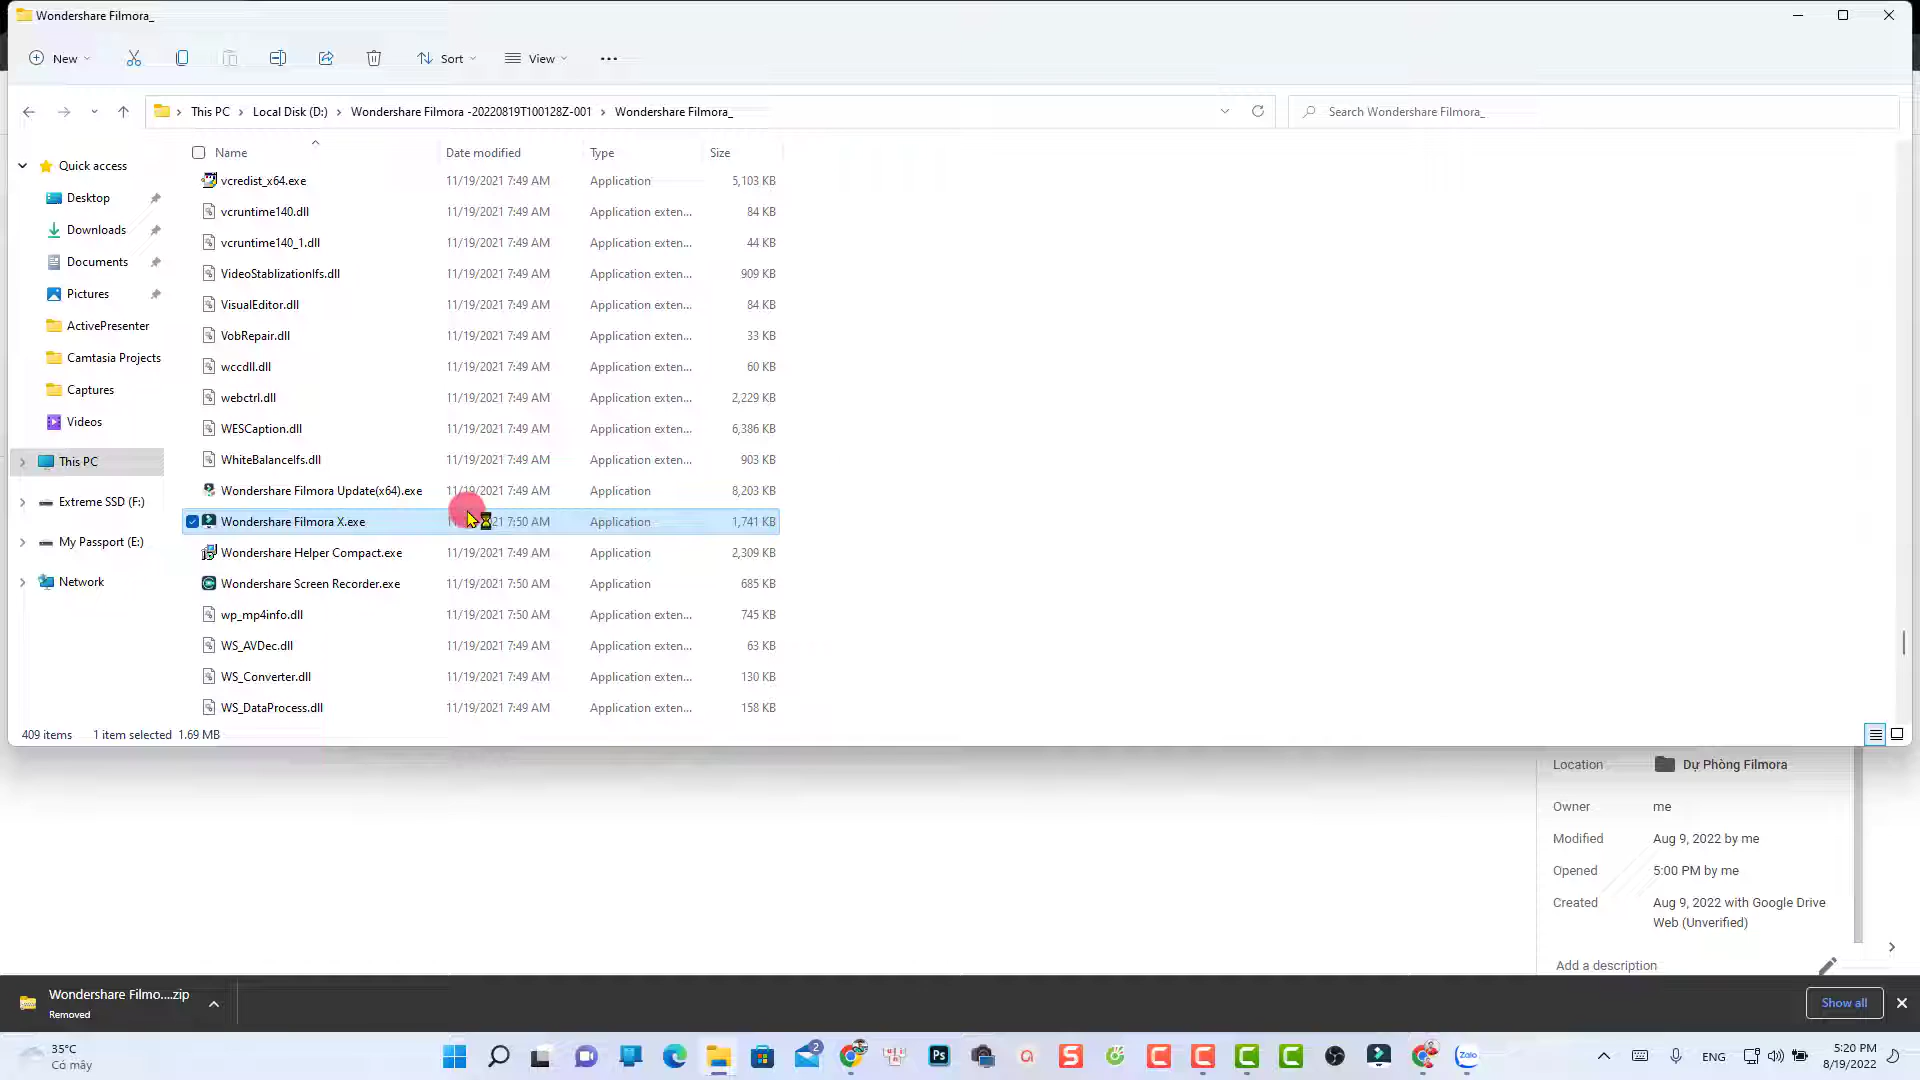 Wondershare Filmora_
New
Sort
View
This PC
Local Disk (D:)
Wondershare Filmora -20220819T100128Z-001
Wondershare Filmora_
Search Wondershare Filmora_
Name
Date modified
Type
Size
Quick access
Desktop
Downloads
Documents
Pictures
ActivePresenter
Camtasia Projects
Captures
Videos
This PC
Extreme SSD (F:)
My Passport (E:)
Network
vcredist_x64.exe 11/19/2021 7:49 AM Application 5,103 KB
vcruntime140.dll 11/19/2021 7:49 AM Application exten... 84 KB
vcruntime140_1.dll 11/19/2021 7:49 AM Application exten... 44 KB
VideoStablizationlfs.dll 11/19/2021 7:49 AM Application exten... 909 KB
VisualEditor.dll 11/19/2021 7:49 AM Application exten... 84 KB
VobRepair.dll 11/19/2021 7:49 AM Application exten... 33 KB
wccdll.dll 11/19/2021 7:49 AM Application exten... 60 KB
webctrl.dll 11/19/2021 7:49 AM Application exten... 2,229 KB
WESCaption.dll 11/19/2021 7:49 AM Application exten... 6,386 KB
WhiteBalancelfs.dll 11/19/2021 7:49 AM Application exten... 903 KB
Wondershare Filmora Update(x64).exe 11/19/2021 7:49 AM Application 8,203 KB
Wondershare Filmora X.exe 7:50 AM Application 1,741 KB
Wondershare Helper Compact.exe 11/19/2021 7:49 AM Application 2,309 KB
Wondershare Screen Recorder.exe 11/19/2021 7:50 AM Application 685 KB
wp_mp4info.dll 11/19/2021 7:50 AM Application exten... 745 KB
WS_AVDec.dll 11/19/2021 7:49 AM Application exten... 63 KB
WS_Converter.dll 11/19/2021 7:49 AM Application exten... 130 KB
WS_DataProcess.dll 11/19/2021 7:49 AM Application exten... 158 KB
409 items 1 item selected 1.69 MB
Location Dự Phòng Filmora
Owner me
Modified Aug 9, 2022 by me
Opened 5:00 PM by me
Created Aug 9, 2022 with Google Drive
Web (Unverified)
Add a description
Wondershare Filmo....zip
Removed
Show all
35°C
Có mây
2
Ps
Zalo
ENG
5:20 PM
8/19/2022